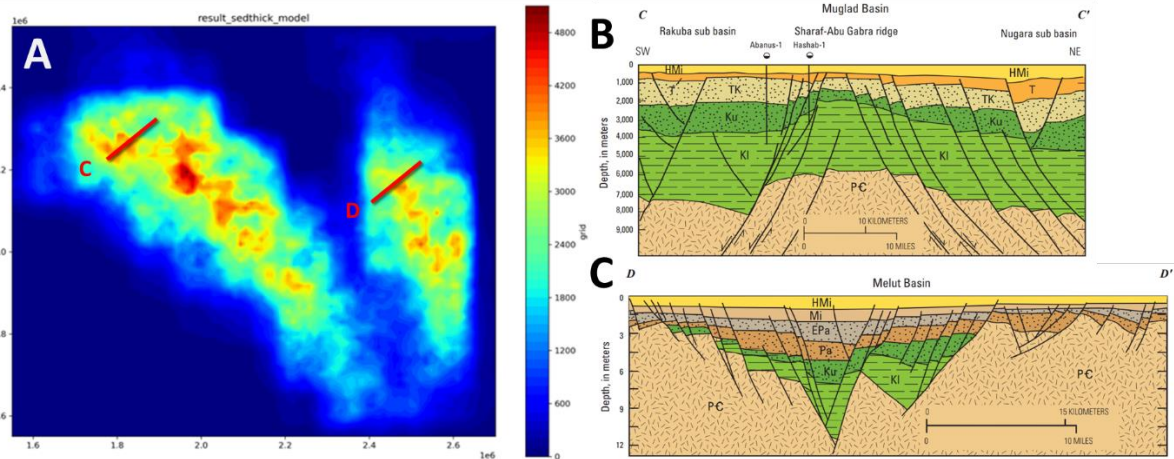 result_sedthick_model
1e6
A
1.4
1.2
1.0
0.8
0.6
1.6
1.8
2.0
2.2
2.4
2.6
1e6
C
D
4800
4200
3600
3000
2400
1800
1200
600
0
grid
B
Muglad Basin
C
C'
Rakuba sub basin
Sharaf-Abu Gabra ridge
Nugara sub basin
SW
Abanus-1
Hashab-1
NE
HMi
HMi
T
T
TK
TK
Ku
Ku
Kl
Kl
P-C
Depth, in meters
0
1,000
2,000
3,000
4,000
5,000
6,000
7,000
8,000
9,000
0
10 KILOMETERS
0
10 MILES
C
D
Melut Basin
D'
HMi
Mi
EPa
Pa
Ku
Kl
P-C
P-C
Depth, in meters
0
3
6
9
12
0
15 KILOMETERS
0
10 MILES